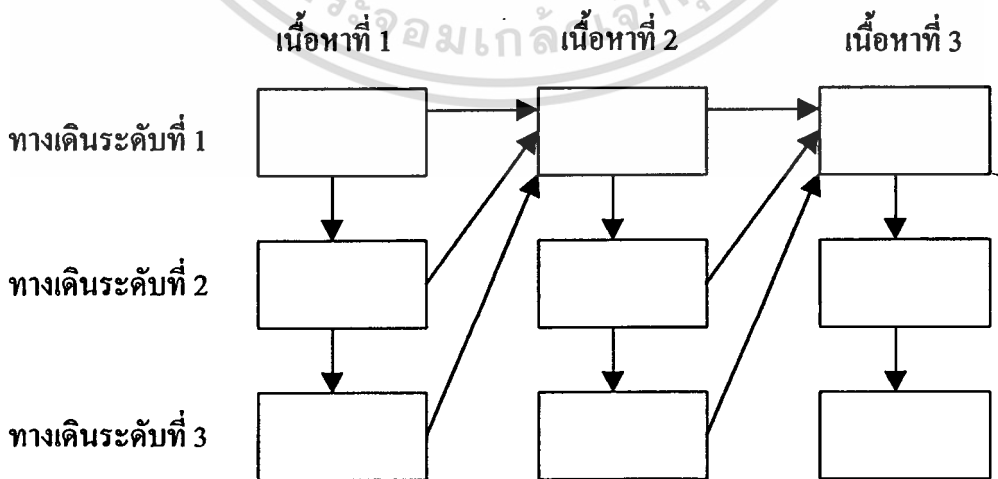 เนื้อหาที่ 1 เนื้อหาที่ 2 เนื้อหาที่ 3
ทางเดินระดับที่ 1
ทางเดินระดับที่ 2
ทางเดินระดับที่ 3